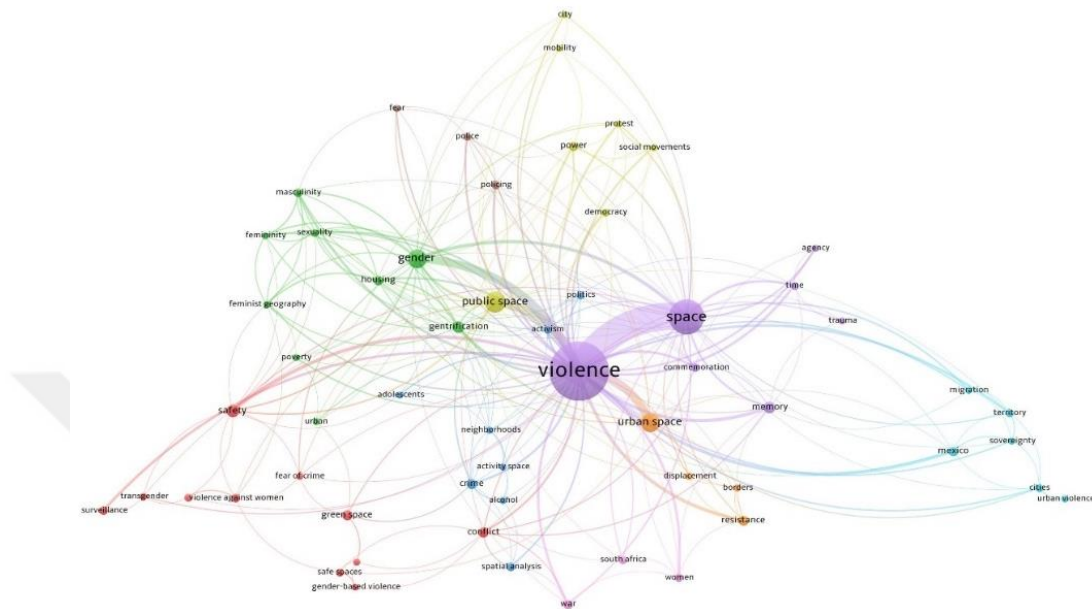 city
mobility
fear
protest
police
power
social movements
policing
masculinity
democracy
femininity
sexuality
agency
gender
housing
time
politics
public space
feminist geography
space
trauma
gentrification
activism
poverty
violence
commemoration
adolescents
migration
safety
memory
territory
urban
urban space
neighborhoods
sovereignty
mexico
activity space
fear of crime
displacement
crime
borders
cities
transgender
violence against women
alcohol
urban violence
surveillance
green space
resistance
conflict
south africa
spatial analysis
safe spaces
women
gender-based violence
war